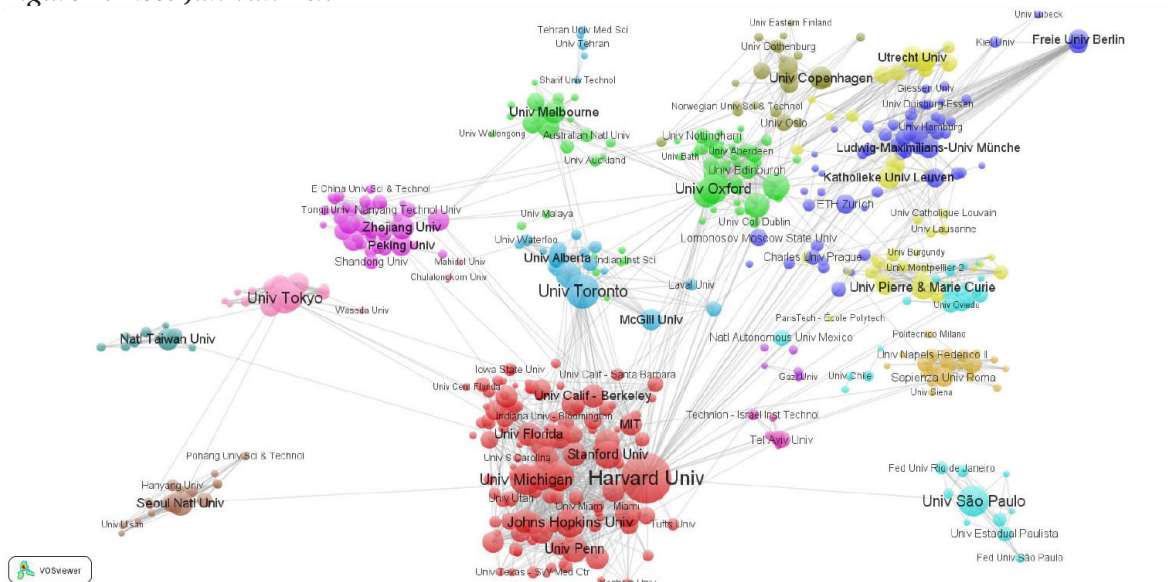 Univ Lubeck
Univ Eastern Finland
Tehran Univ Med Sci
Kiel Univ
Freie Univ Berlin
Univ Tehran
Univ Gothenburg
Utrecht Univ
Sharif Univ Technol
Univ Copenhagen
Giessen Univ
Univ Melbourne
Norwegian Univ Sci & Technol
Univ Duisburg-Essen
Univ Oslo
Univ Hamburg
Univ Wollongong
Australian Natl Univ
Univ Nottingham
Ludwig-Maximilians-Univ Münche
Univ Bath
Univ Aberdeen
Univ Auckland
Univ Edinburgh
Katholieke Univ Leuven
E China Univ Sci & Technol
Univ Oxford
ETH Zurich
Tongji Univ
Nanyang Technol Univ
Univ Malaya
Univ Col Dublin
Univ Catholique Louvain
Zhejiang Univ
Univ Lausanne
Peking Univ
Univ Waterloo
Lomonosov Moscow State Univ
Shandong Univ
Mahidol Univ
Univ Alberta
Indian Inst Sci
Charles Univ Prague
Univ Burgundy
Chulalongkorn Univ
Univ Montpellier 2
Univ Tokyo
Univ Toronto
Laval Univ
Univ Pierre & Marie Curie
Waseda Univ
Univ Oviedo
McGill Univ
ParisTech - École Polytech
Natl Taiwan Univ
Natl Autonomous Univ Mexico
Politecnico Milano
Univ Naples Federico II
Iowa State Univ
Univ Calif - Santa Barbara
Gazi Univ
Univ Chile
Sapienza Univ Roma
Univ Cen Florida
Univ Calif - Berkeley
Univ Siena
Indiana Univ - Bloomington
MIT
Technion - Israel Inst Technol
Univ Florida
Tel Aviv Univ
Pohang Univ Sci & Technol
Univ S Carolina
Stanford Univ
Fed Univ Rio de Janeiro
Hanyang Univ
Univ Michigan
Harvard Univ
Seoul Natl Univ
Univ Utah
Univ Miami - Miami
Univ São Paulo
Univ Ulsan
Johns Hopkins Univ
Tufts Univ
Univ Estadual Paulista
Univ Penn
Fed Univ São Paulo
Univ Texas - SW Med Ctr
VOSviewer